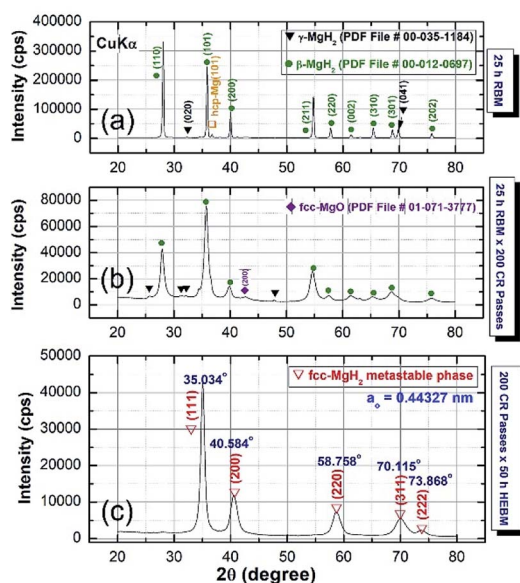 400000
300000
200000
100000
0
Intensity (cps)
CuKα
(a)
▼ γ-MgH₂ (PDF File # 00-035-1184)
● β-MgH₂ (PDF File # 00-012-0697)
(110)
(020)
(101)
hcp-Mg(101)
(200)
(211)
(220)
(002)
(310)
(301)
(041)
(202)
20 30 40 50 60 70 80
25 h RBM
80000
60000
40000
20000
0
Intensity (cps)
(b)
◆ fcc-MgO (PDF File # 01-071-3777)
(200)
20 30 40 50 60 70 80
25 h RBM x 200 CR Passes
50000
40000
30000
20000
10000
0
Intensity (cps)
(c)
▽ fcc-MgH₂ metastable phase
a₀ = 0.44327 nm
35.034°
(111)
40.584°
(200)
58.758°
(220)
70.115°
(311)
73.868°
(222)
20 30 40 50 60 70 80
2θ (degree)
200 CR Passes x 50 h HEBM